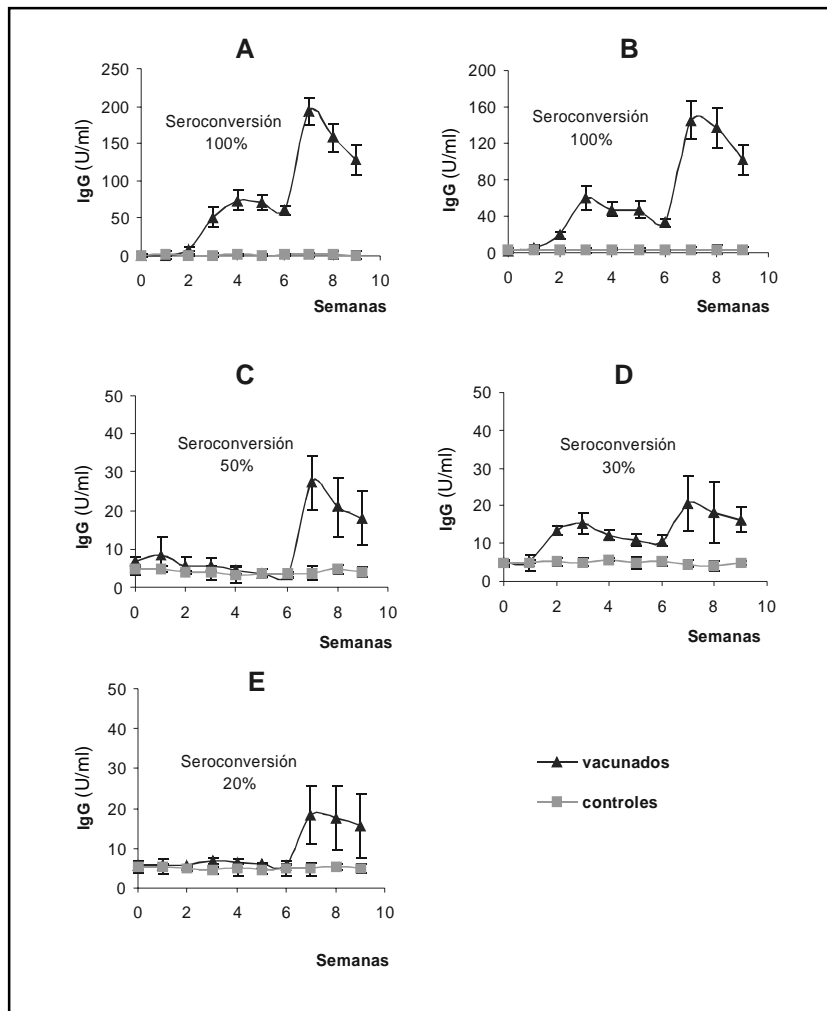 A
250
200
150
100
50
0
IgG (U/ml)
Seroconversión
100%
0 2 4 6 8 10
Semanas
B
160
120
80
40
0
IgG (U/ml)
Seroconversión
100%
0 2 4 6 8 10
Semanas
C
50
40
30
20
10
0
IgG (U/ml)
Seroconversión
50%
0 2 4 6 8 10
Semanas
D
50
40
30
20
10
0
IgG (U/ml)
Seroconversión
30%
0 2 4 6 8 10
Semanas
E
50
40
30
20
10
0
IgG (U/ml)
Seroconversión
20%
0 2 4 6 8 10
Semanas
vacunados
controles